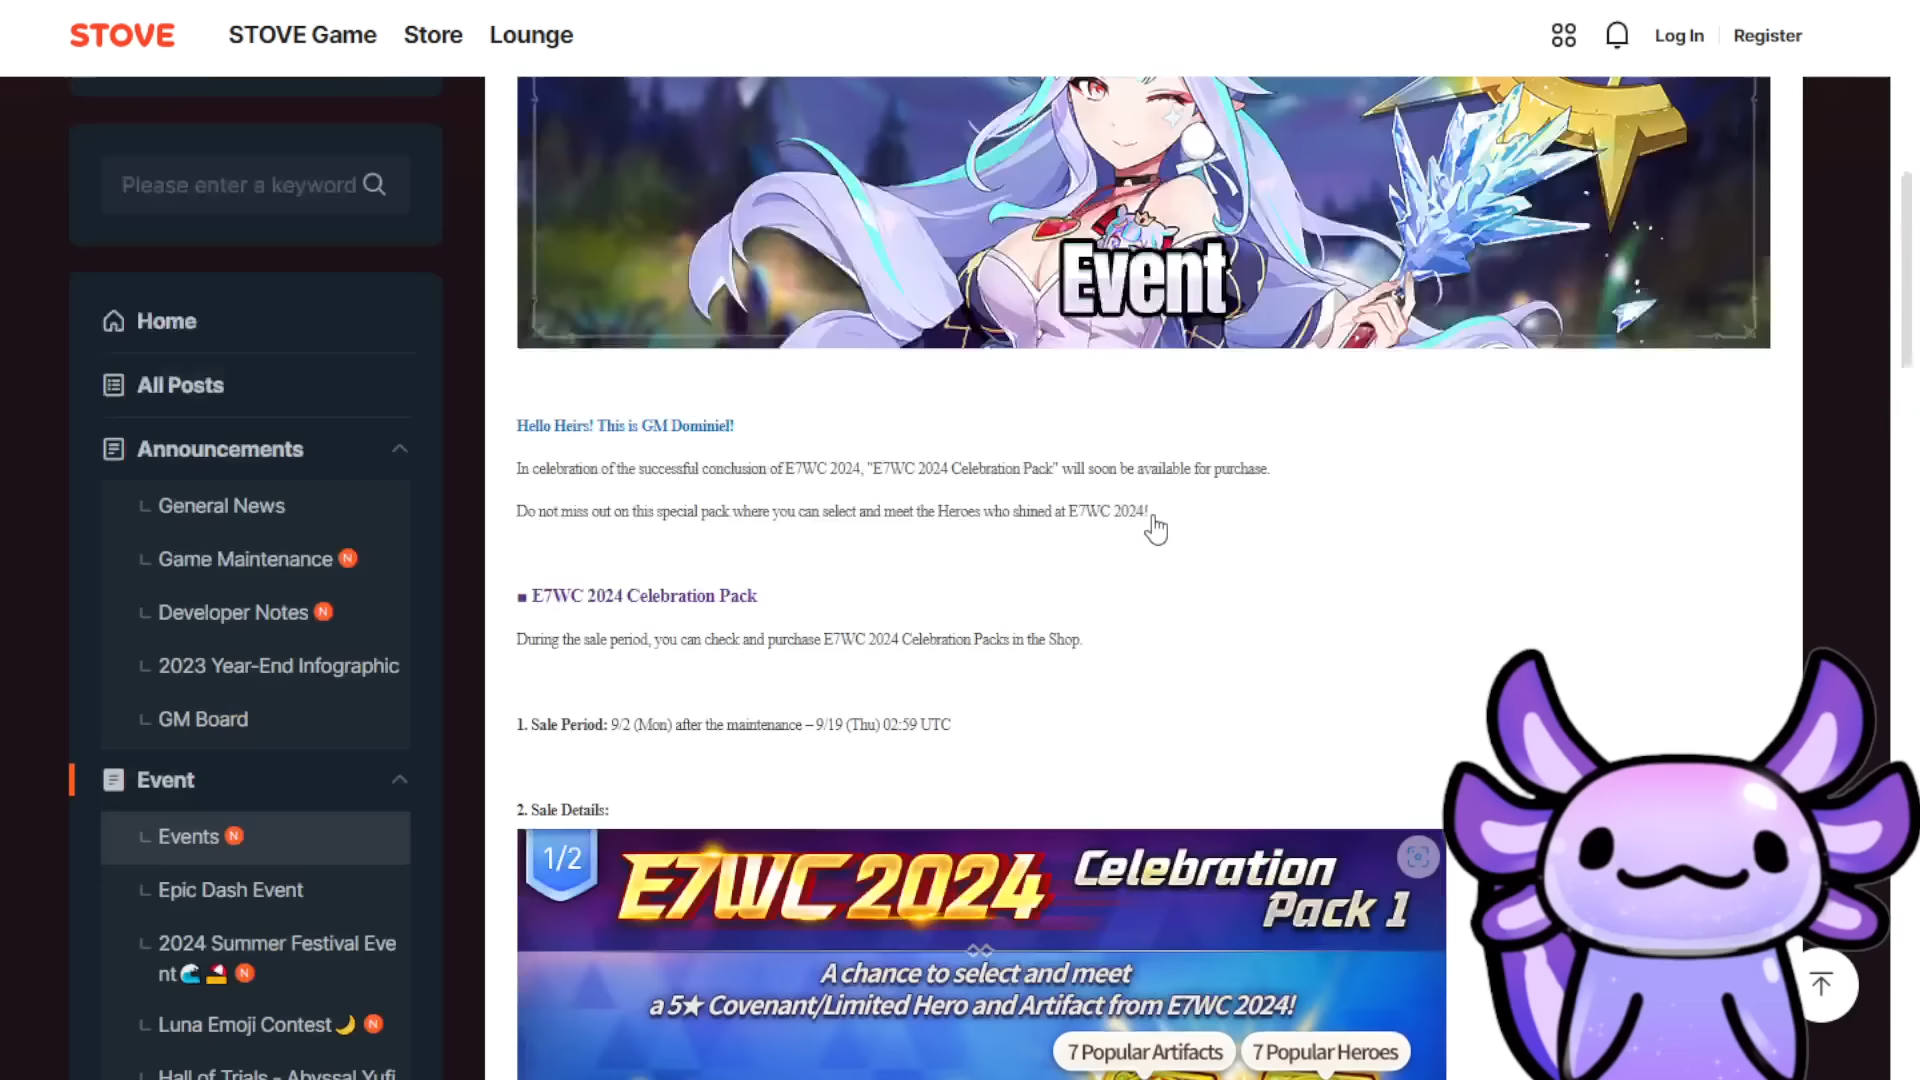 STOVE
STOVE Game
Store
Lounge
Log In
Register
Please enter a keyword
Home
All Posts
Announcements
General News
Game Maintenance N
Developer Notes N
2023 Year-End Infographic
GM Board
Event
Events N
Epic Dash Event
2024 Summer Festival Eve
nt🌊🏖️ N
Luna Emoji Contest🌙 N
Hall of Trials - Abyssal Yufi
Event
Hello Heirs! This is GM Dominiel!
In celebration of the successful conclusion of E7WC 2024, "E7WC 2024 Celebration Pack" will soon be available for purchase.
Do not miss out on this special pack where you can select and meet the Heroes who shined at E7WC 2024!
■ E7WC 2024 Celebration Pack
During the sale period, you can check and purchase E7WC 2024 Celebration Packs in the Shop.
1. Sale Period: 9/2 (Mon) after the maintenance – 9/19 (Thu) 02:59 UTC
2. Sale Details:
1/2
E7WC 2024
Celebration
Pack 1
A chance to select and meet
a 5★ Covenant/Limited Hero and Artifact from E7WC 2024!
7 Popular Artifacts
7 Popular Heroes